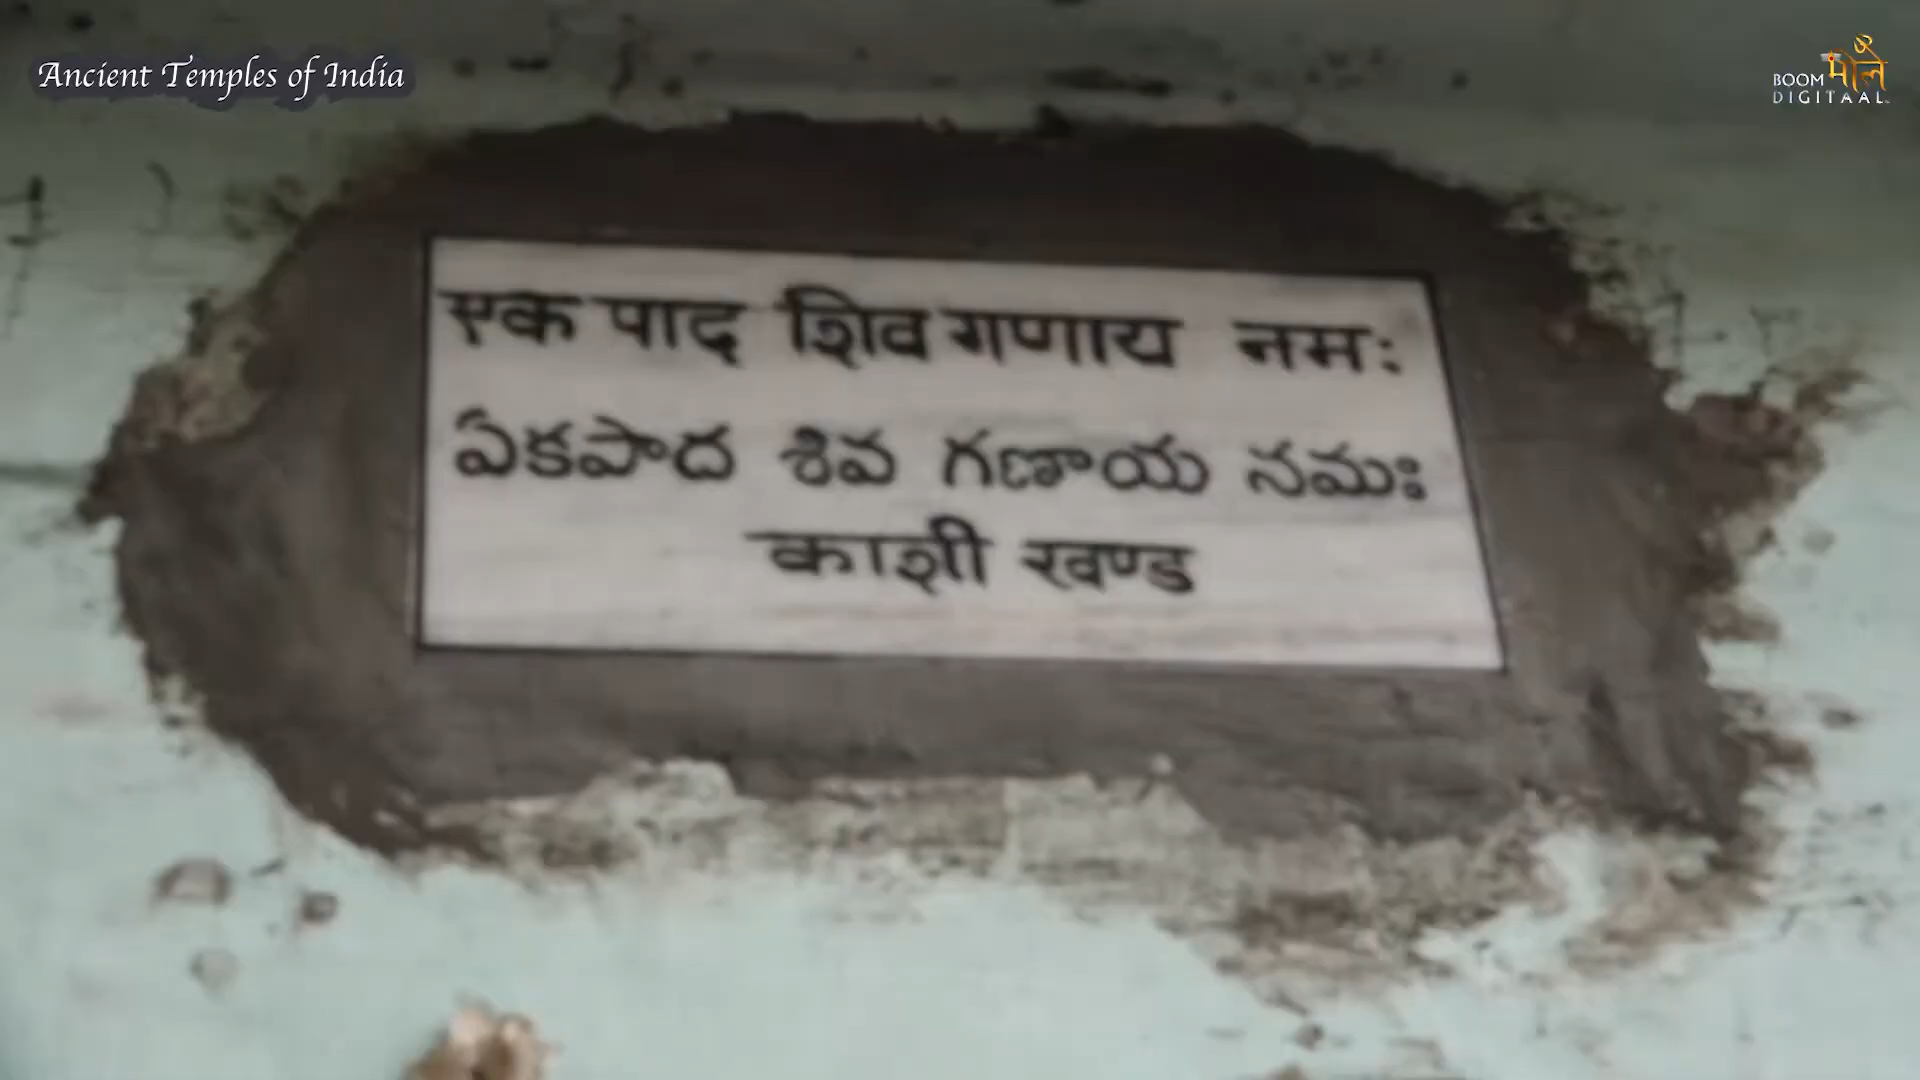 Ancient Temples of India
BOOM भोले
DIGITAAL
एक पाद शिव गणाय नमः
ఏకపాద శివ గణాయ నమః
काशी खण्ड